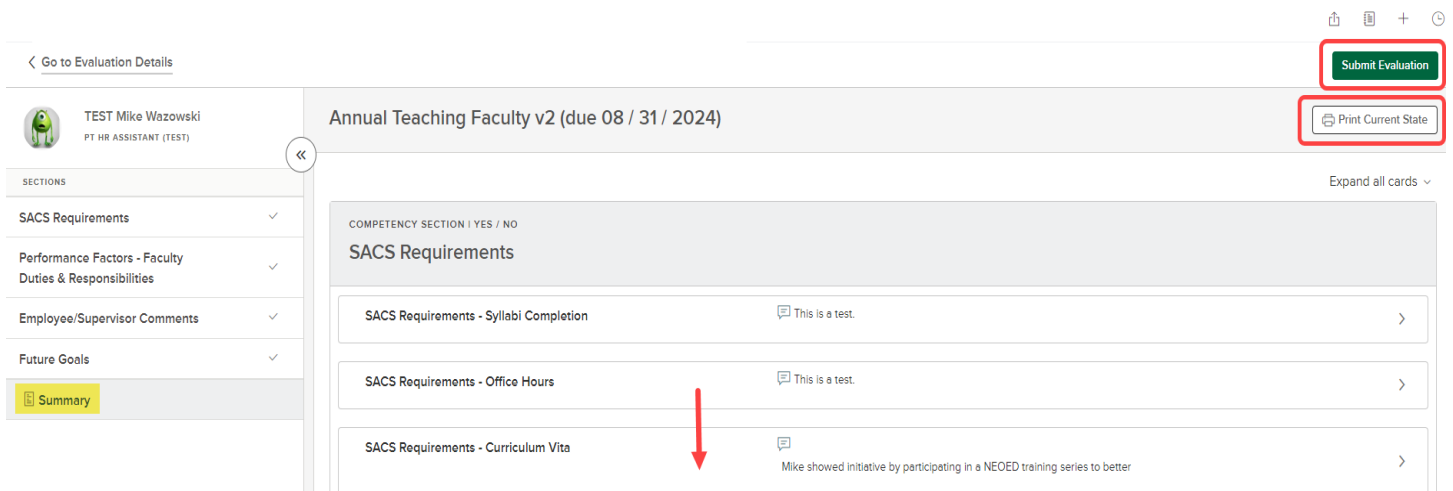 Go to Evaluation Details
Submit Evaluation
TEST Mike Wazowski
PT HR ASSISTANT (TEST)
Annual Teaching Faculty v2 (due 08 / 31 / 2024)
Print Current State
Expand all cards
SECTIONS
SACS Requirements
Performance Factors - Faculty
Duties & Responsibilities
Employee/Supervisor Comments
Future Goals
Summary
COMPETENCY SECTION | YES / NO
SACS Requirements
SACS Requirements - Syllabi Completion
This is a test.
SACS Requirements - Office Hours
This is a test.
SACS Requirements - Curriculum Vita
Mike showed initiative by participating in a NEOED training series to better